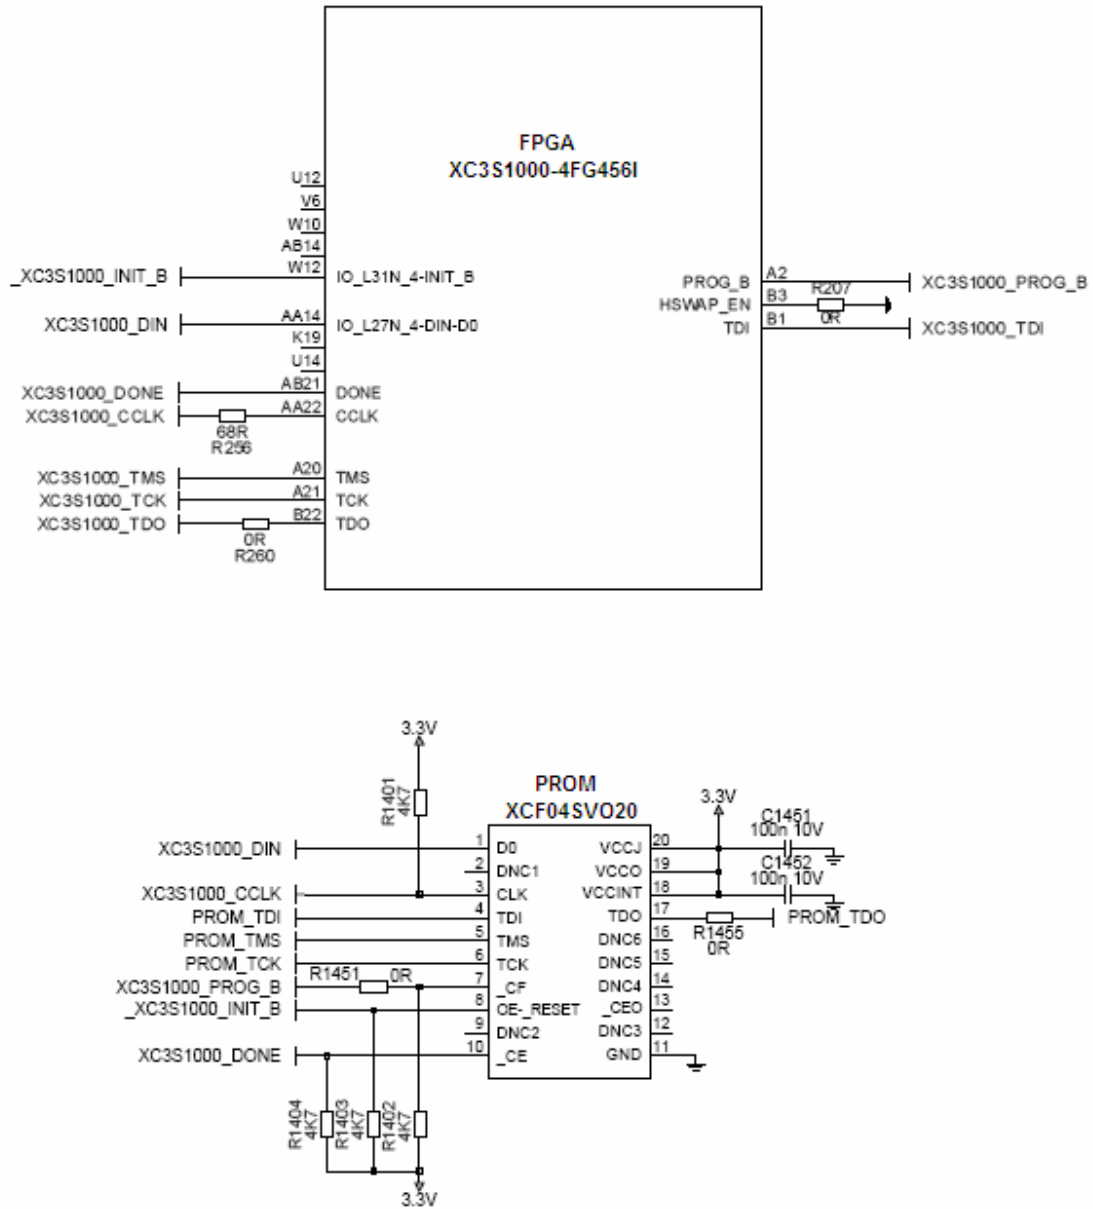 FPGA
XC3S1000-4FG456I
U12
V6
W10
AB14
_XC3S1000_INIT_B W12 IO_L31N_4-INIT_B
PROG_B A2 XC3S1000_PROG_B
R207
HSWAP_EN B3
0R
XC3S1000_DIN AA14 IO_L27N_4-DIN-D0
TDI B1 XC3S1000_TDI
K19
U14
XC3S1000_DONE AB21 DONE
XC3S1000_CCLK AA22 CCLK
68R
R256
XC3S1000_TMS A20 TMS
XC3S1000_TCK A21 TCK
XC3S1000_TDO B22 TDO
0R
R260
3.3V
R1401
4K7
PROM
XCF04SVO20
3.3V
C1451
100n 10V
XC3S1000_DIN 1 D0 VCCJ 20
C1452
100n 10V
2 DNC1 VCCO 19
XC3S1000_CCLK 3 CLK VCCINT 18
PROM_TDI 4 TDI TDO 17 PROM_TDO
R1455
0R
PROM_TMS 5 TMS DNC6 16
PROM_TCK 6 TCK DNC5 15
R1451 0R
XC3S1000_PROG_B 7 _CF DNC4 14
_XC3S1000_INIT_B 8 OE-_RESET _CEO 13
9 DNC2 DNC3 12
XC3S1000_DONE 10 _CE GND 11
R1404
4K7
R1403
4K7
R1402
4K7
3.3V